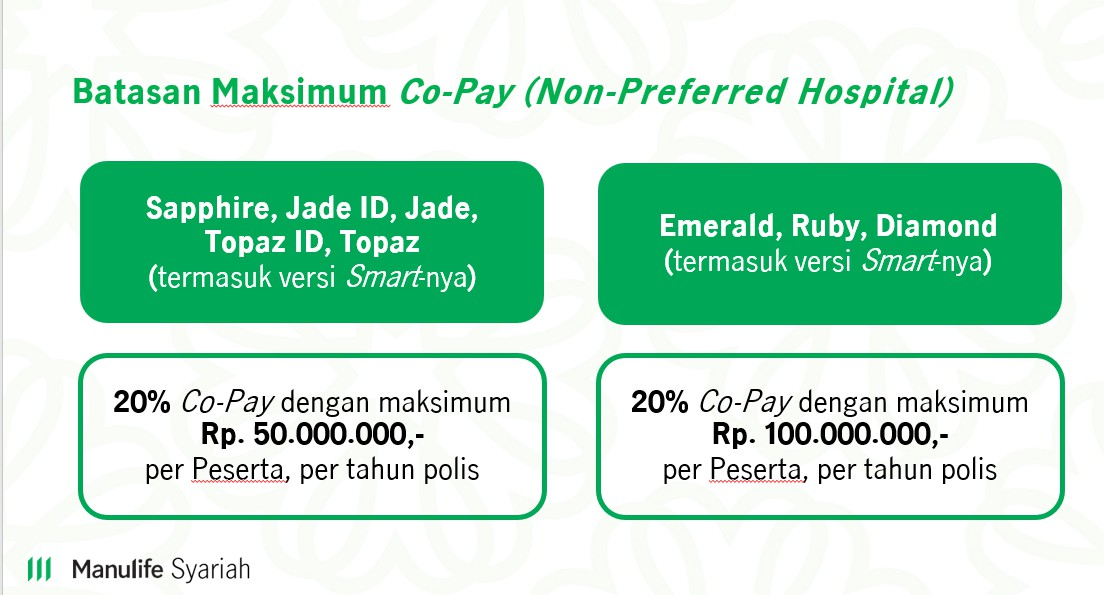 Batasan Maksimum Co-Pay (Non-Preferred Hospital)
Sapphire, Jade ID, Jade,
Topaz ID, Topaz
(termasuk versi Smart-nya)
Emerald, Ruby, Diamond
(termasuk versi Smart-nya)
20% Co-Pay dengan maksimum
Rp. 50.000.000,-
per Peserta, per tahun polis
20% Co-Pay dengan maksimum
Rp. 100.000.000,-
per Peserta, per tahun polis
Manulife Syariah